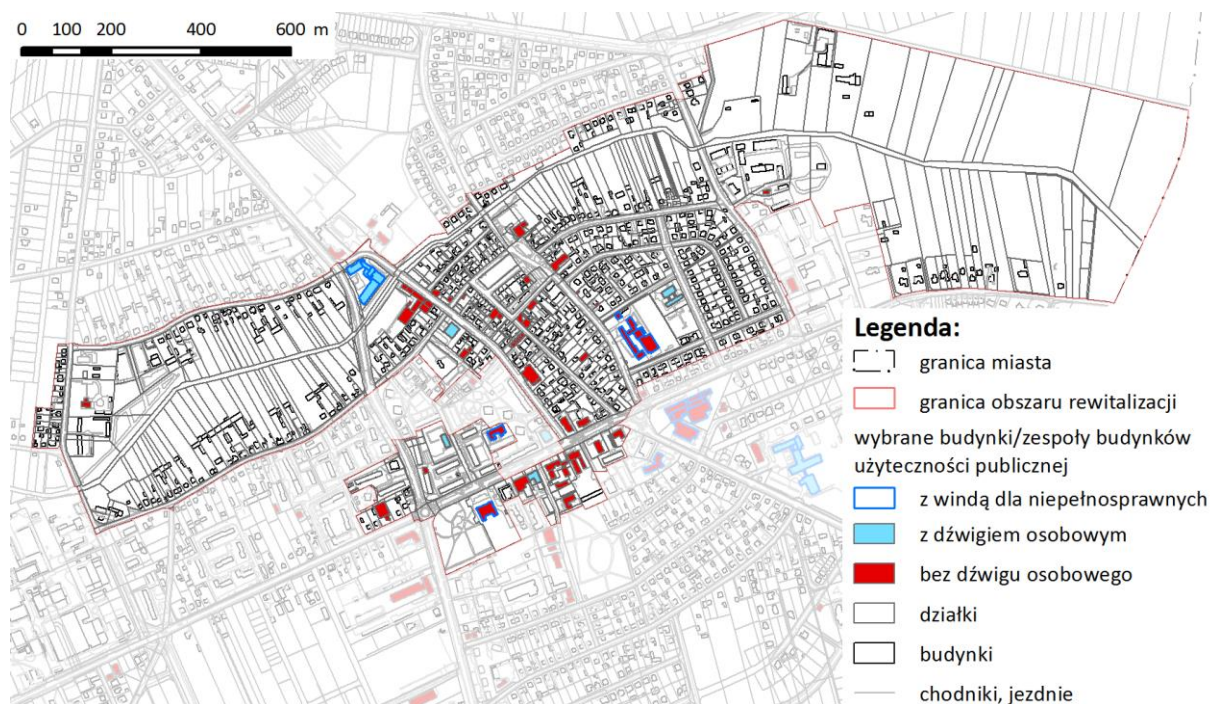 0 100 200 400 600 m
Legenda:
granica miasta
granica obszaru rewitalizacji
wybrane budynki/zespoły budynków
użyteczności publicznej
z windą dla niepełnosprawnych
z dźwigiem osobowym
bez dźwigu osobowego
działki
budynki
chodniki, jezdnie